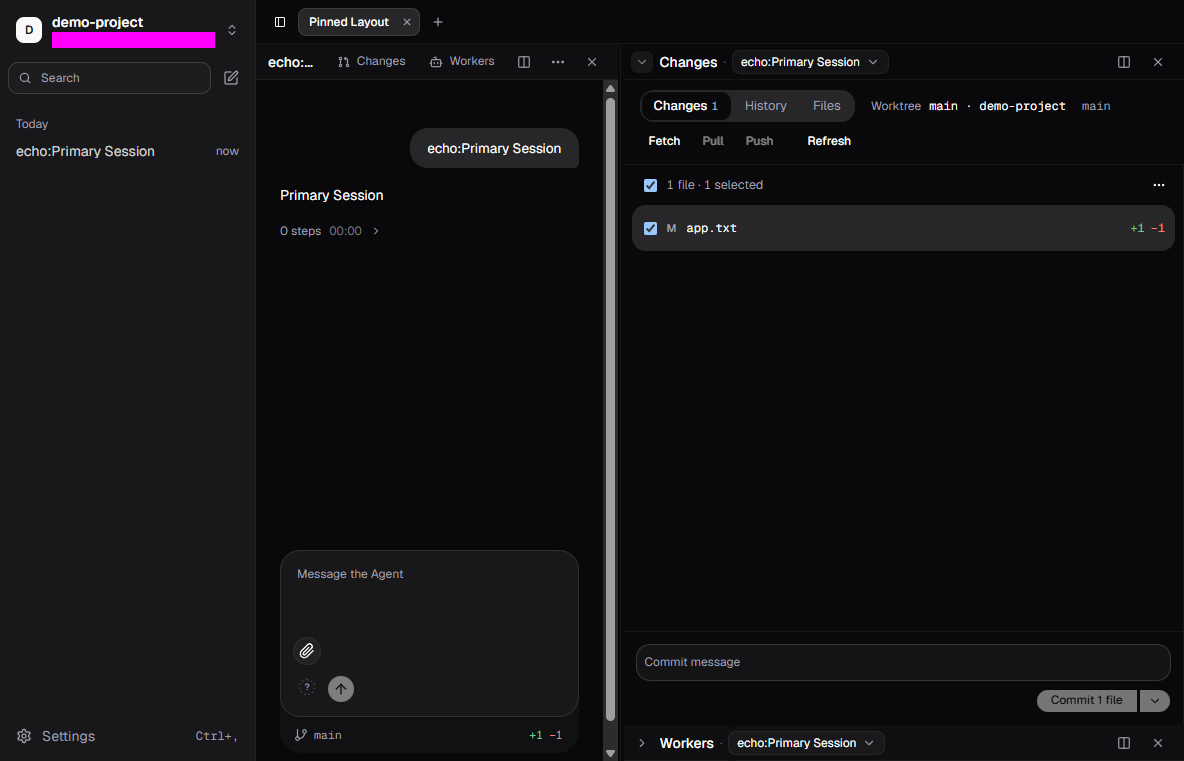 D
demo-project
Search
Today
echo:Primary Session now
Settings Ctrl+,
Pinned Layout
echo:... Changes Workers
echo:Primary Session
Primary Session
0 steps 00:00
Message the Agent
?
main +1 −1
Changes · echo:Primary Session
Changes 1 History Files Worktree main · demo-project main
Fetch Pull Push Refresh
1 file · 1 selected
M app.txt +1 −1
Commit message
Commit 1 file
Workers · echo:Primary Session